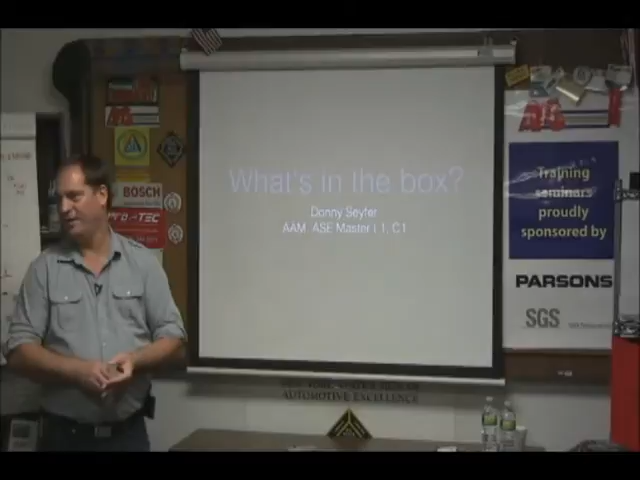 What's in the box?
Donny Seyfer
AAM ASE Master L1, C1
BOSCH
PRO-TEC
Training
seminars
proudly
sponsored by
PARSONS
SGS
AUTOMOTIVE EXCELLENCE